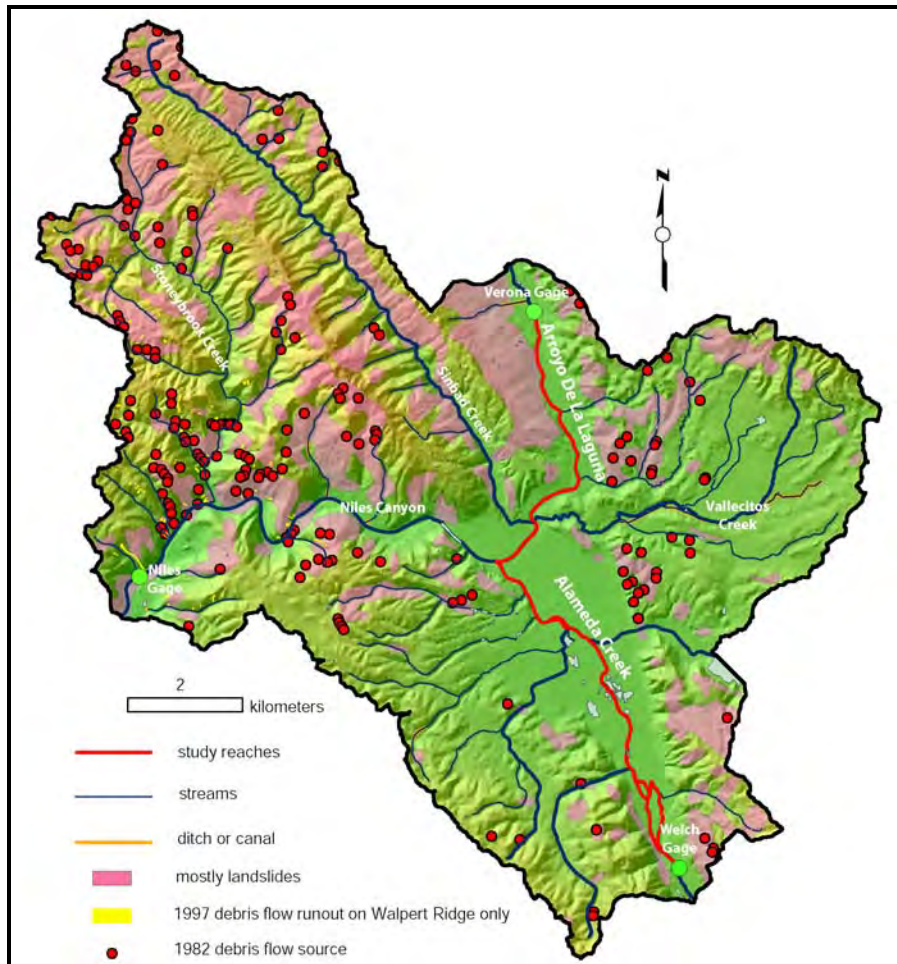 N
Verona Gage
Arroyo De La Laguna
Stoneybrook Creek
Sinbad Creek
Niles Canyon
Vallecitos
Creek
Niles
Gage
Alameda Creek
Welch
Gage
2
kilometers
study reaches
streams
ditch or canal
mostly landslides
1997 debris flow runout on Walpert Ridge only
1982 debris flow source